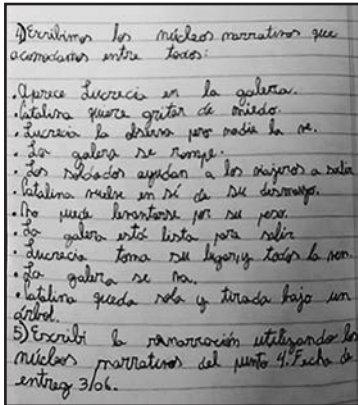 4) Escribimos los núcleos narrativos que
acomodamos entre todos:
. Aprece Lucrecia en la galera.
. Catalina quiere gritar de miedo.
. Lucrecia la observa pero nadie la ve.
. La galera se rompe.
. Los soldados ayudan a los viajeros a salir
. Catalina vuelve en sí de su desmayo.
. No puede levantarse por su peso.
. La galera está lista para salir
. Lucrecia toma su lugar y todos la ven.
. La galera se va.
. Catalina queda sola y tirada bajo un
árbol.
5) Escribí la renarración utilizando los
núcleos narrativos del punto 4. Fecha de
entreg 3/06.